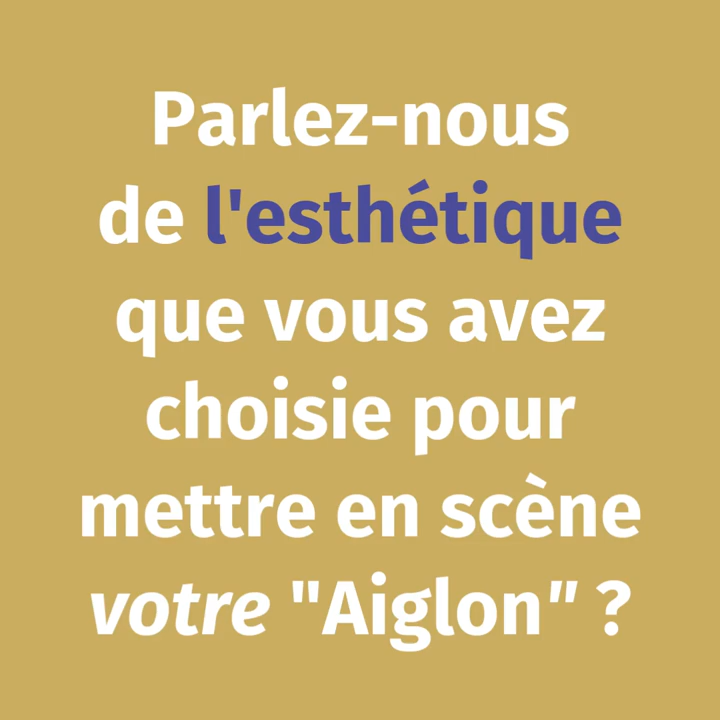 Parlez-nous
de l'esthétique
que vous avez
choisie pour
mettre en scène
votre "Aiglon" ?